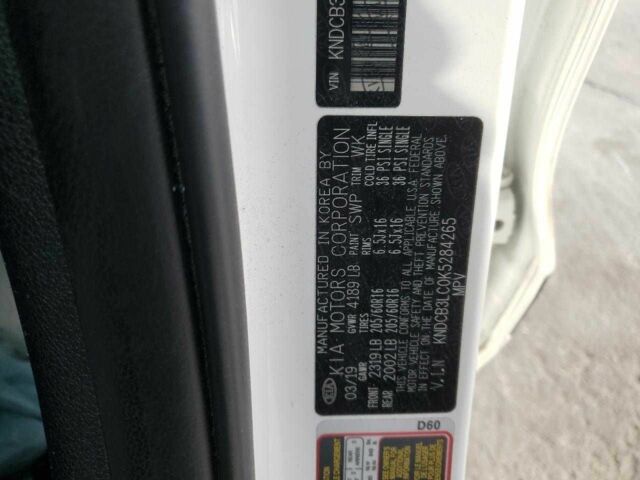 VIN KNDCB3
MANUFACTURED IN KOREA BY
KIA MOTORS CORPORATION
03/19 GVWR 4189 LB PAINT SWP TRIM WK
GAWR TIRES RIMS COLD TIRE INFL
FRONT 2319 LB 205/60R16 6.5Jx16 36 PSI SINGLE
REAR 2002 LB 205/60R16 6.5Jx16 36 PSI SINGLE
THIS VEHICLE CONFORMS TO ALL APPLICABLE U.S.A FEDERAL
MOTOR VEHICLE SAFETY AND THEFT PREVENTION STANDARDS
IN EFFECT ON THE DATE OF MANUFACTURE SHOWN ABOVE.
V.I.N KNDCB3LC0K5284265
MPV
KIA
D60